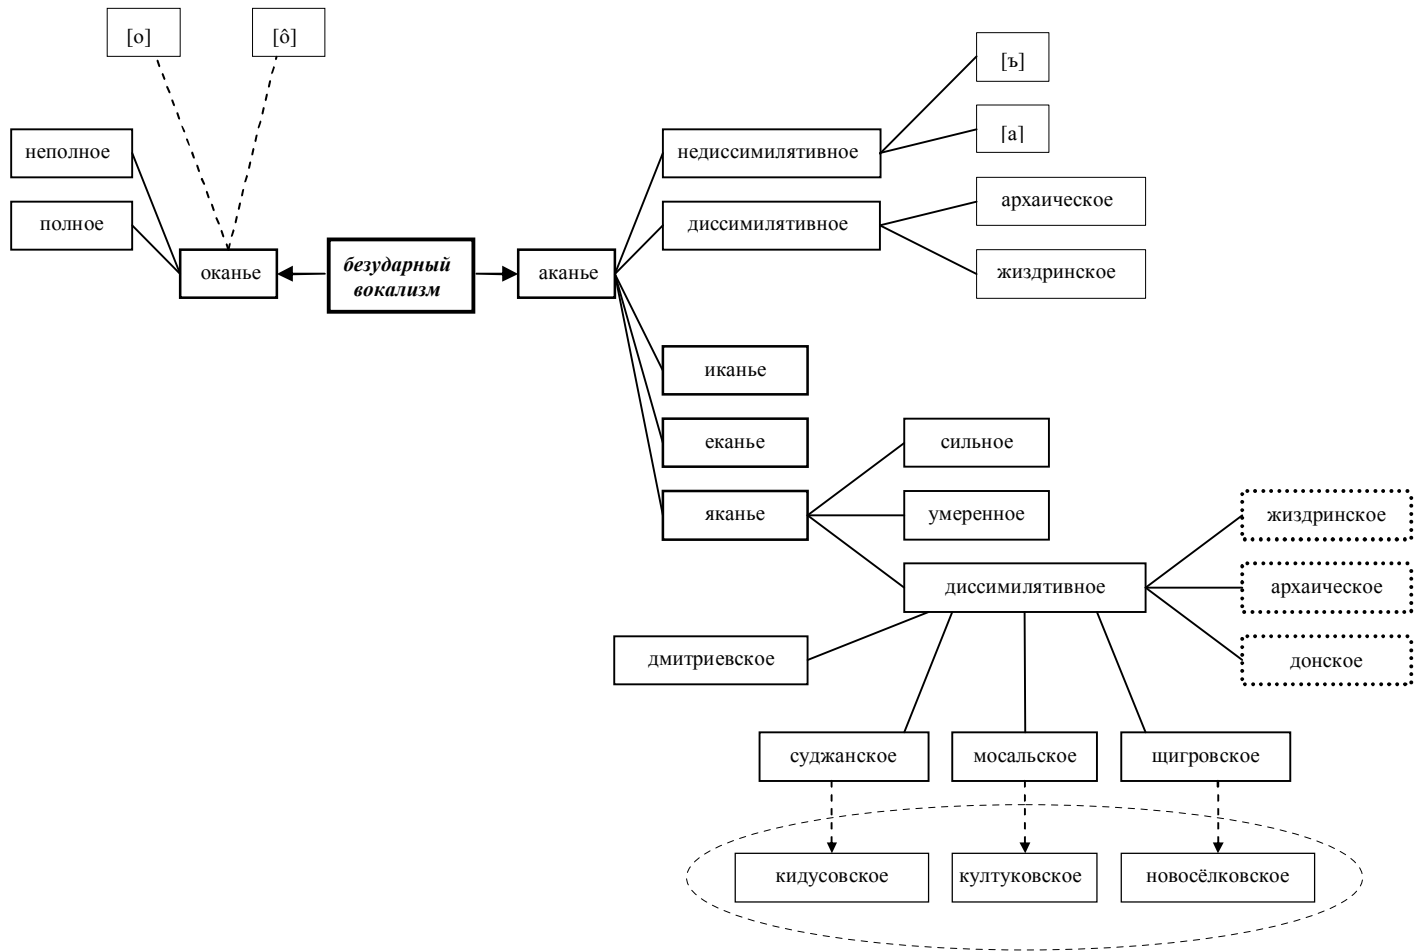 [о]
[ô]
[ъ]
[а]
неполное
недиссимилятивное
полное
диссимилятивное
архаическое
оканье
безударный
вокализм
аканье
жиздринское
иканье
еканье
сильное
яканье
умеренное
жиздринское
диссимилятивное
архаическое
дмитриевское
донское
суджанское
мосальское
щигровское
кидусовское
култуковское
новосёлковское